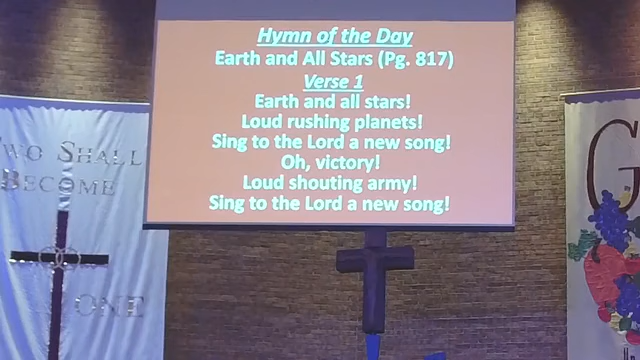 Hymn of the Day
Earth and All Stars (Pg. 817)
Verse 1
Earth and all stars!
Loud rushing planets!
Sing to the Lord a new song!
Oh, victory!
Loud shouting army!
Sing to the Lord a new song!
TWO SHALL
BECOME
ONE
G